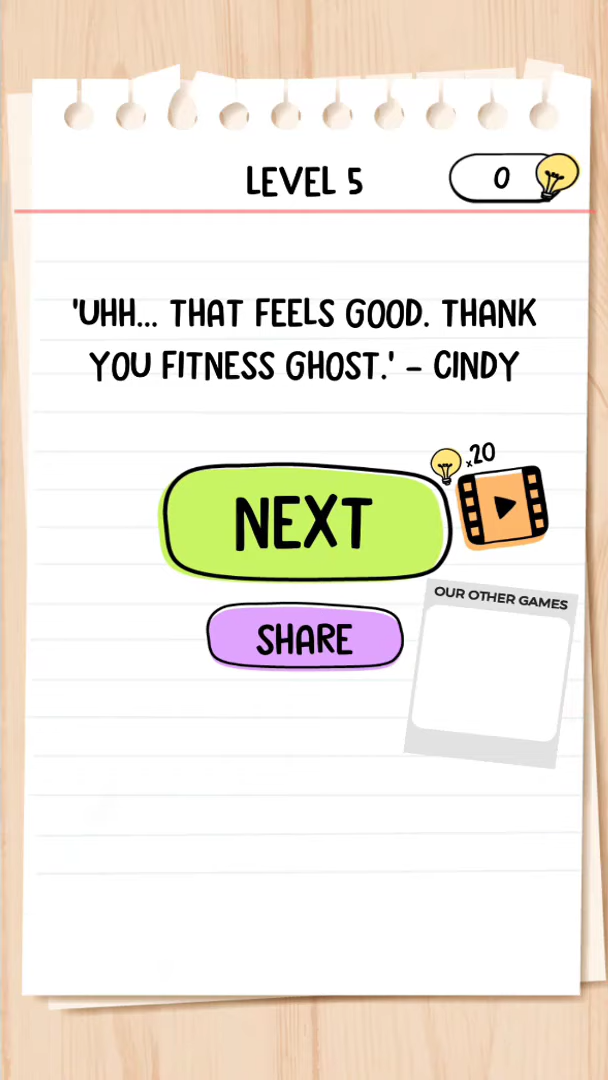 LEVEL 5
0
'UHH... THAT FEELS GOOD. THANK
YOU FITNESS GHOST.' - CINDY
x20
NEXT
OUR OTHER GAMES
SHARE